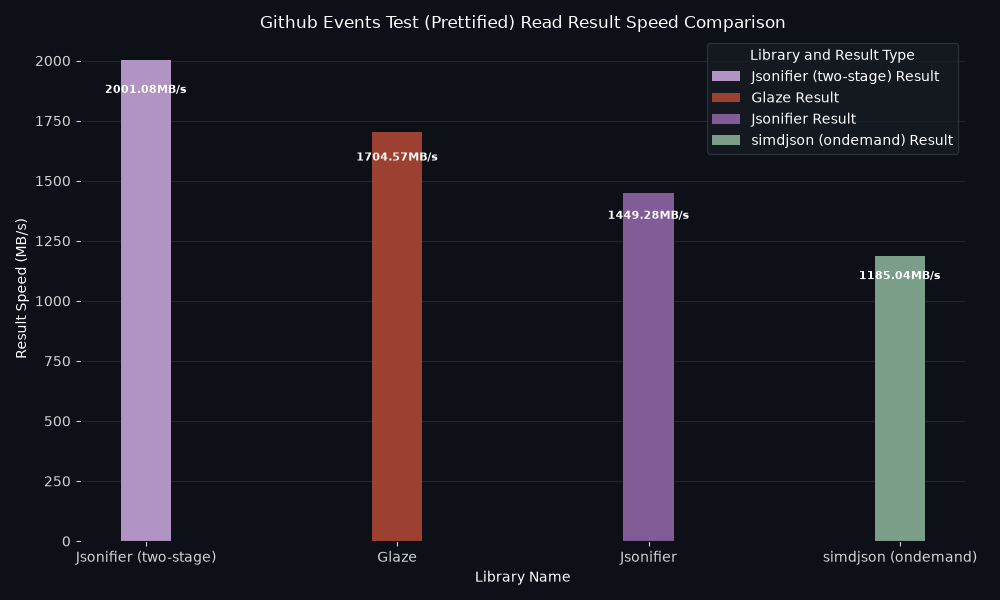 Github Events Test (Prettified) Read Result Speed Comparison
Library and Result Type
Jsonifier (two-stage) Result
Glaze Result
Jsonifier Result
simdjson (ondemand) Result
2001.08MB/s
1704.57MB/s
1449.28MB/s
1185.04MB/s
Result Speed (MB/s)
2000
1750
1500
1250
1000
750
500
250
0
Jsonifier (two-stage)
Glaze
Jsonifier
simdjson (ondemand)
Library Name